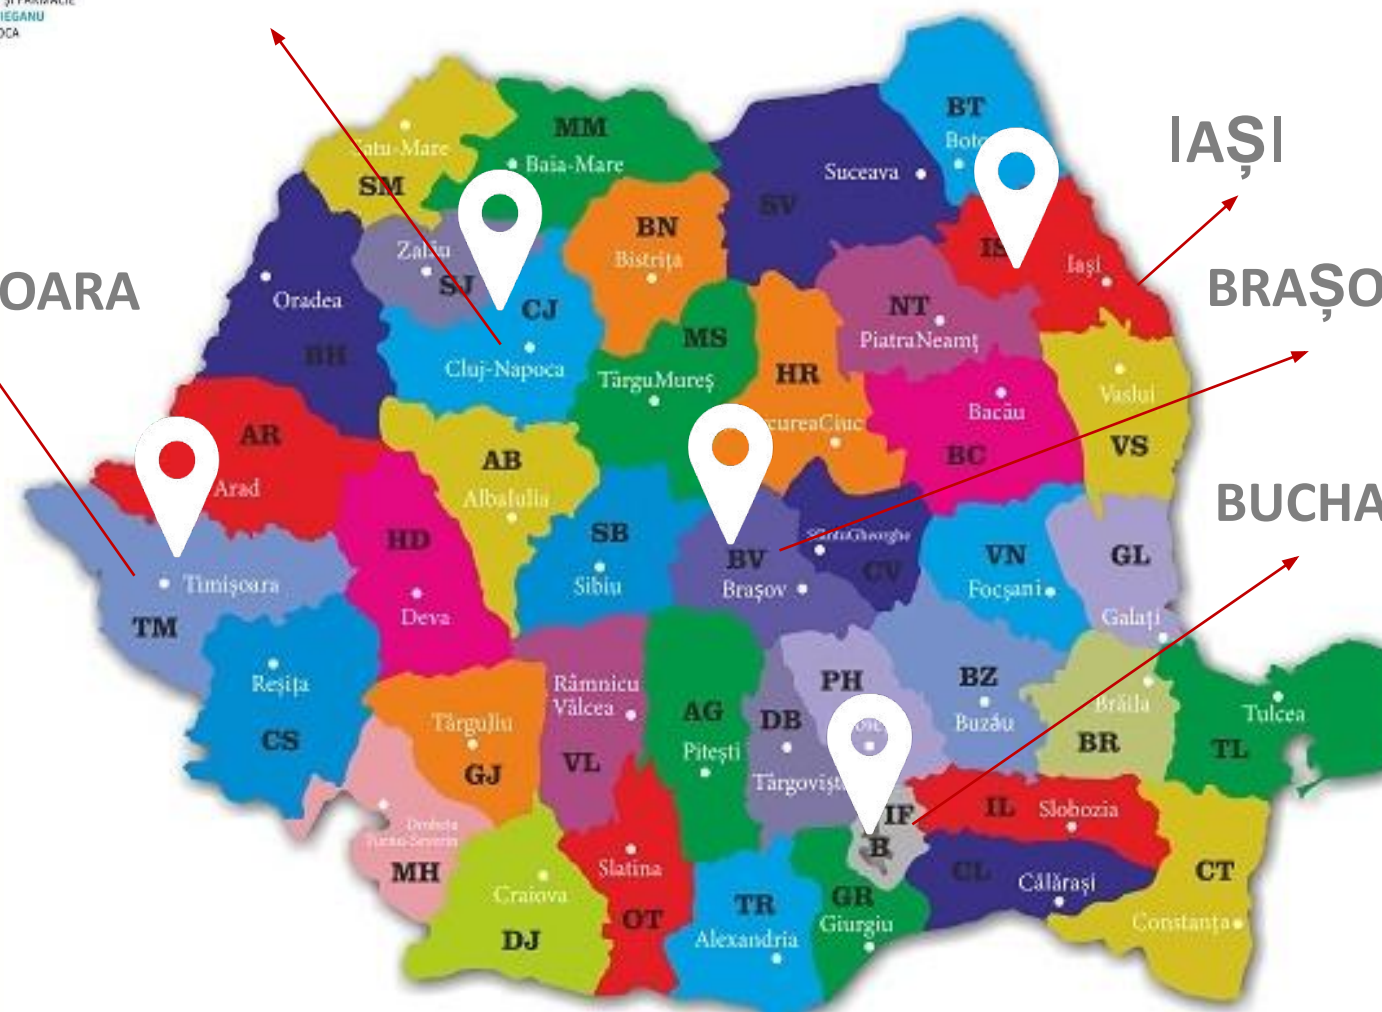 ȘI FARMACIE
IEGANU
OCA
IAȘI
BRAȘO
OARA
BUCHA
BT
MM
Baia-Mare
Satu-Mare
SM
Suceava
SV
BN
Bistrița
IS
Iași
Zalău
SJ
Oradea
BH
CJ
Cluj-Napoca
NT
PiatraNeamț
MS
TârguMureș
HR
cureaCiuc
Bacău
BC
Vaslui
VS
AR
Arad
AB
AlbaIulia
HD
Deva
SB
Sibiu
BV
Brașov
CV
VN
Focșani
GL
Galați
Timișoara
TM
Reșița
CS
TârguJiu
GJ
Râmnicu
Vâlcea
VL
AG
Pitești
DB
PH
BZ
Buzău
Brăila
BR
Tulcea
TL
IF
B
IL
Slobozia
MH
Craiova
DJ
Slatina
OT
TR
Alexandria
GR
Giurgiu
CL
Călărași
CT
Constanța